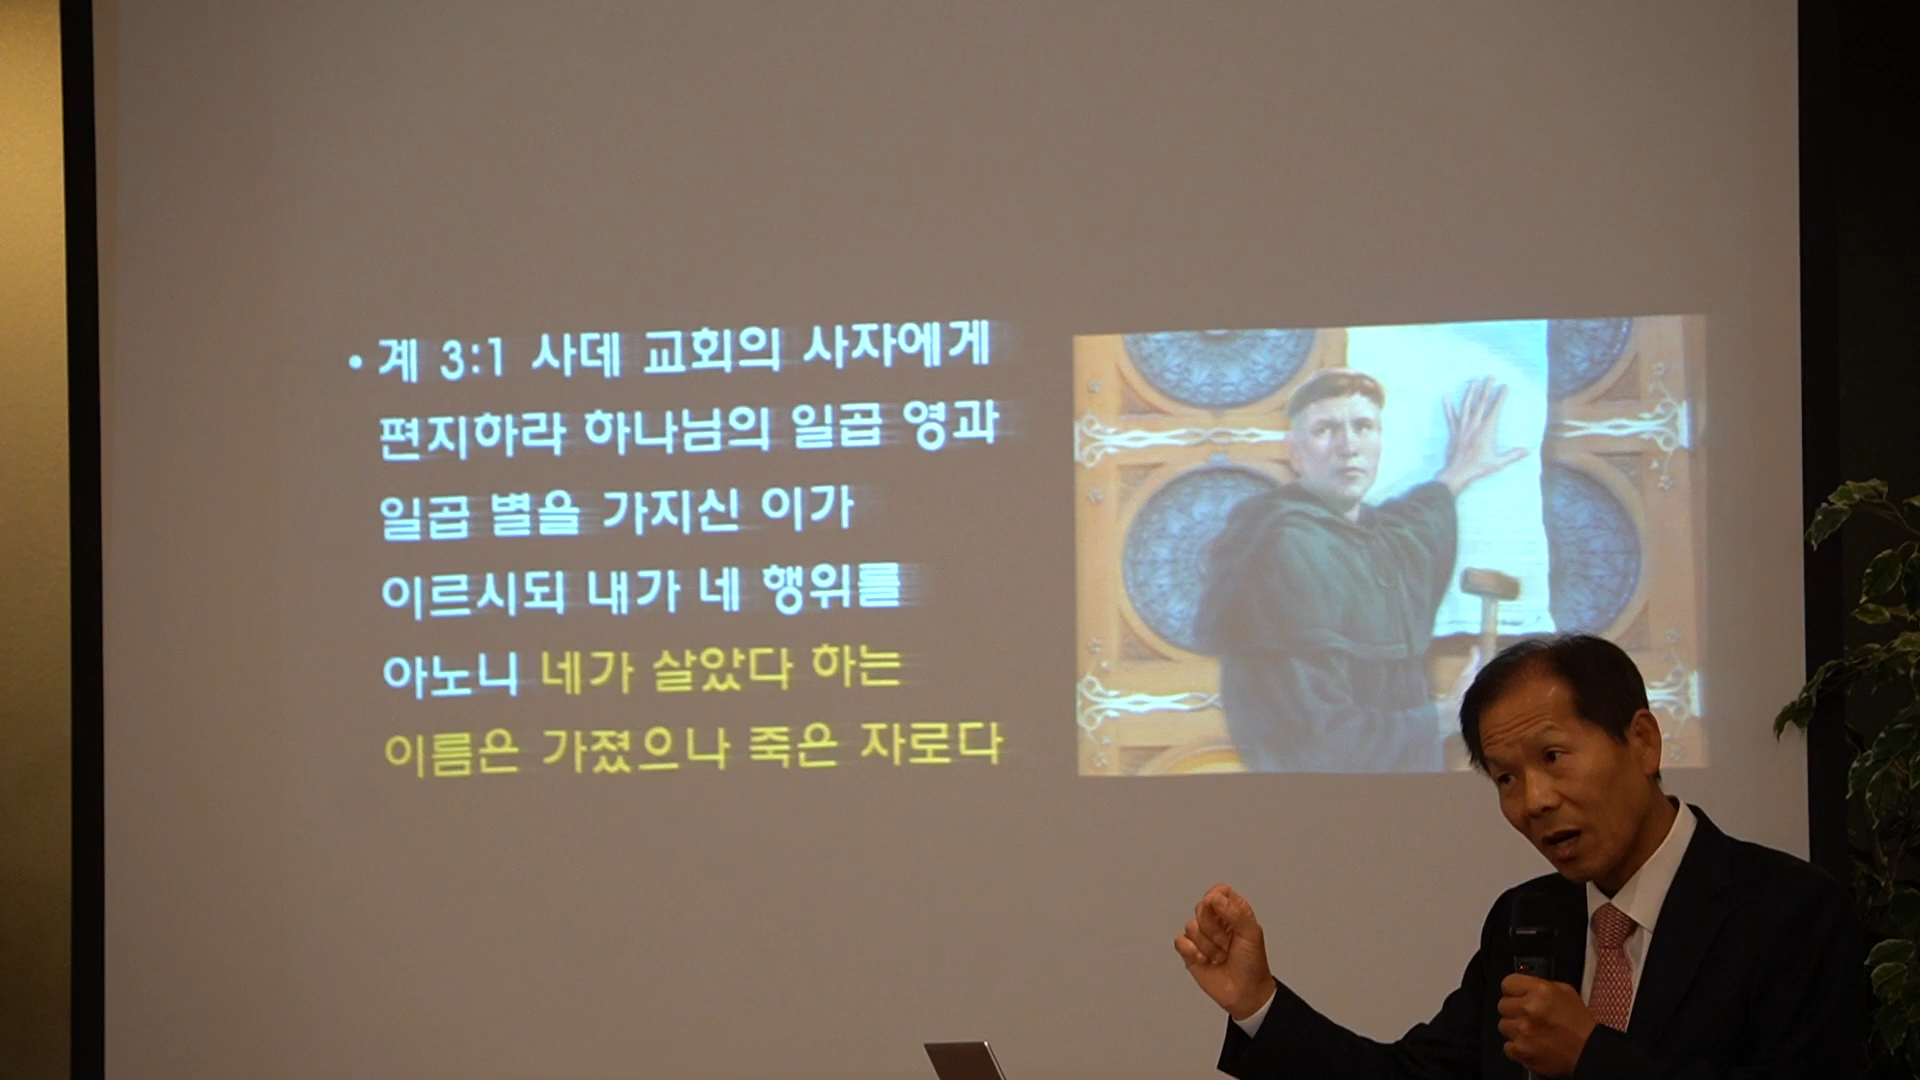 • 계 3:1 사데 교회의 사자에게
편지하라 하나님의 일곱 영과
일곱 별을 가지신 이가
이르시되 내가 네 행위를
아노니 네가 살았다 하는
이름은 가졌으나 죽은 자로다